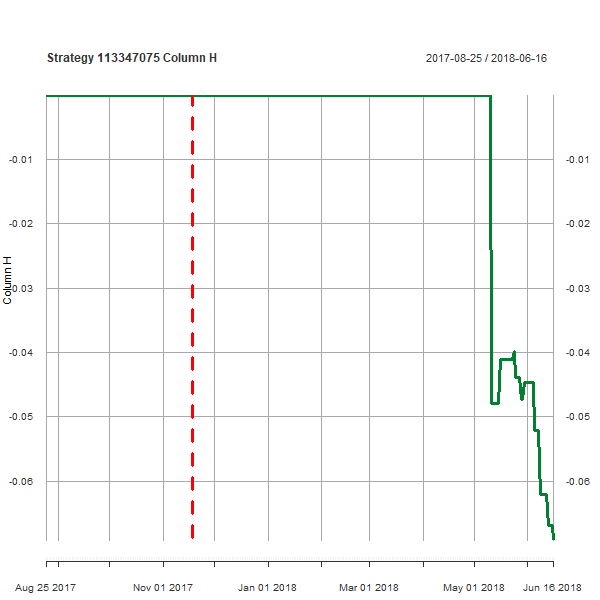 Strategy 113347075 Column H
2017-08-25 / 2018-06-16
-0.01
-0.02
-0.03
-0.04
-0.05
-0.06
Column H
-0.01
-0.02
-0.03
-0.04
-0.05
-0.06
Aug 25 2017
Nov 01 2017
Jan 01 2018
Mar 01 2018
May 01 2018
Jun 16 2018